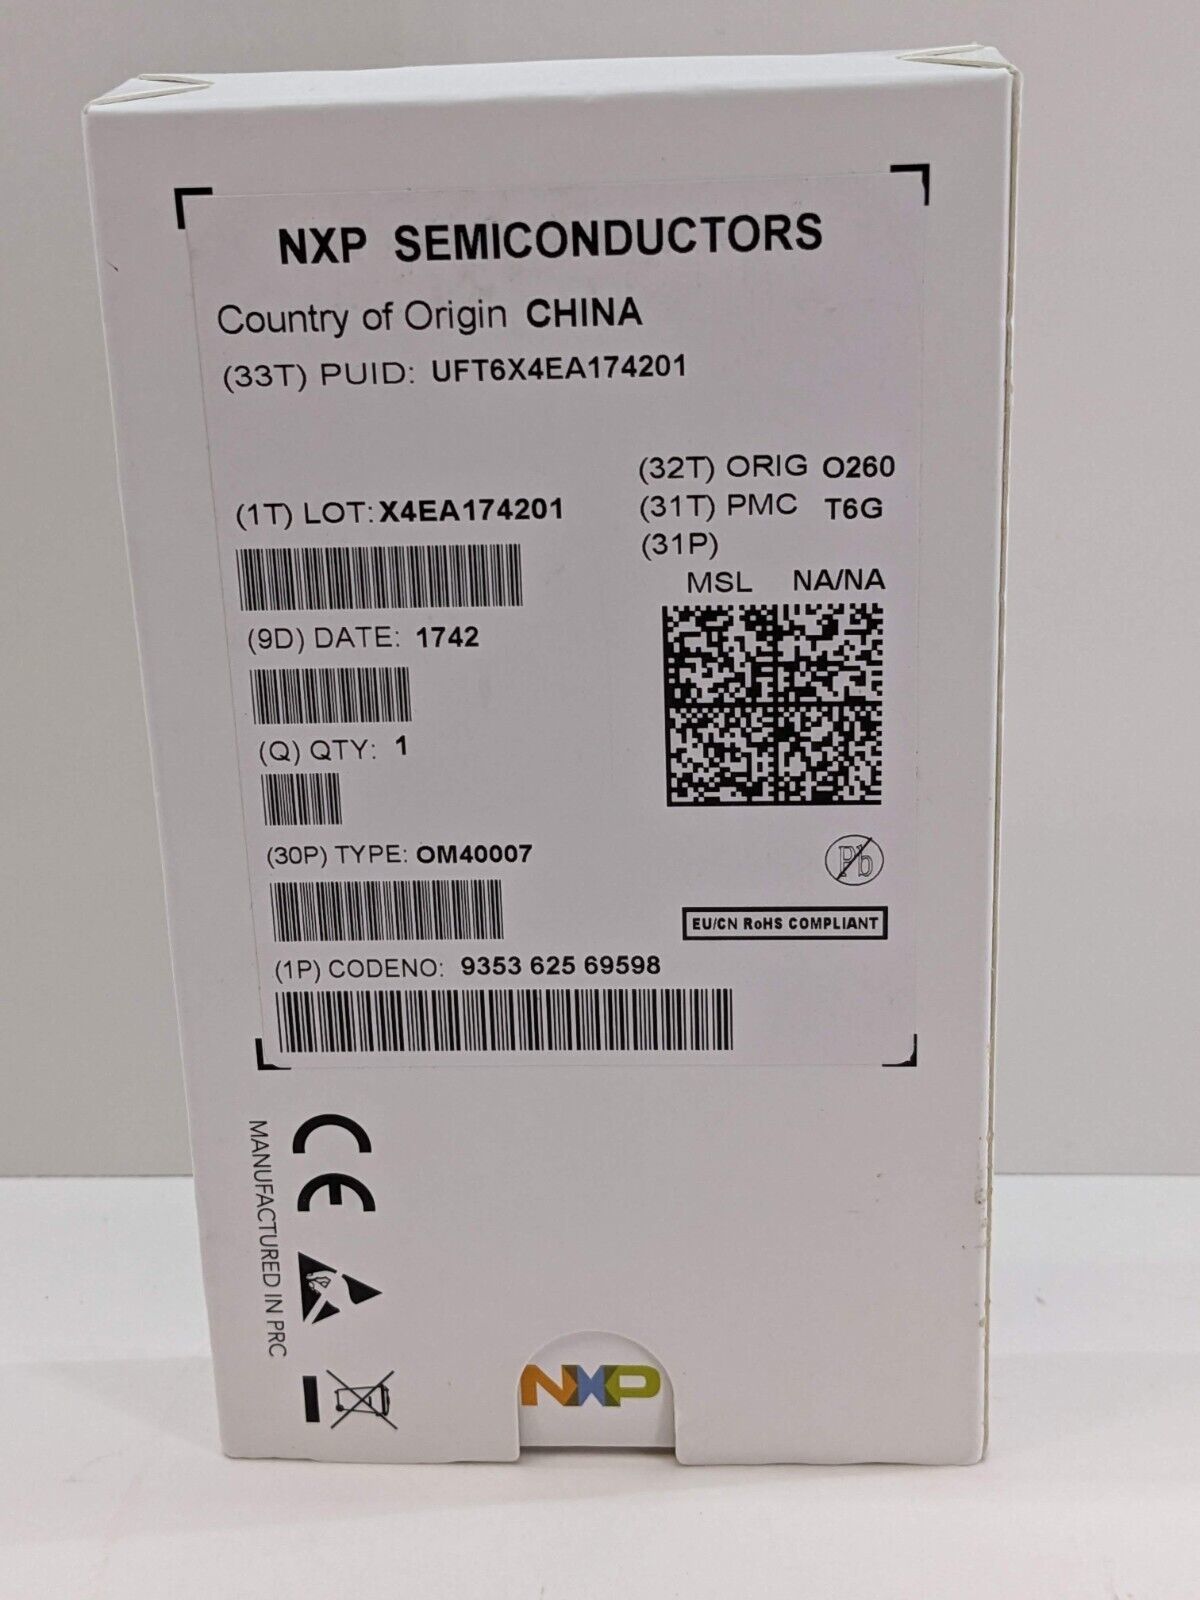 NXP SEMICONDUCTORS
Country of Origin CHINA
(33T) PUID: UFT6X4EA174201
(32T) ORIG O260
(1T) LOT: X4EA174201
(31T) PMC T6G
(31P)
MSL NA/NA
(9D) DATE: 1742
(Q) QTY: 1
(30P) TYPE: OM40007
Pb
EU/CN RoHS COMPLIANT
(1P) CODENO: 9353 625 69598
CE
MANUFACTURED IN PRC
NXP